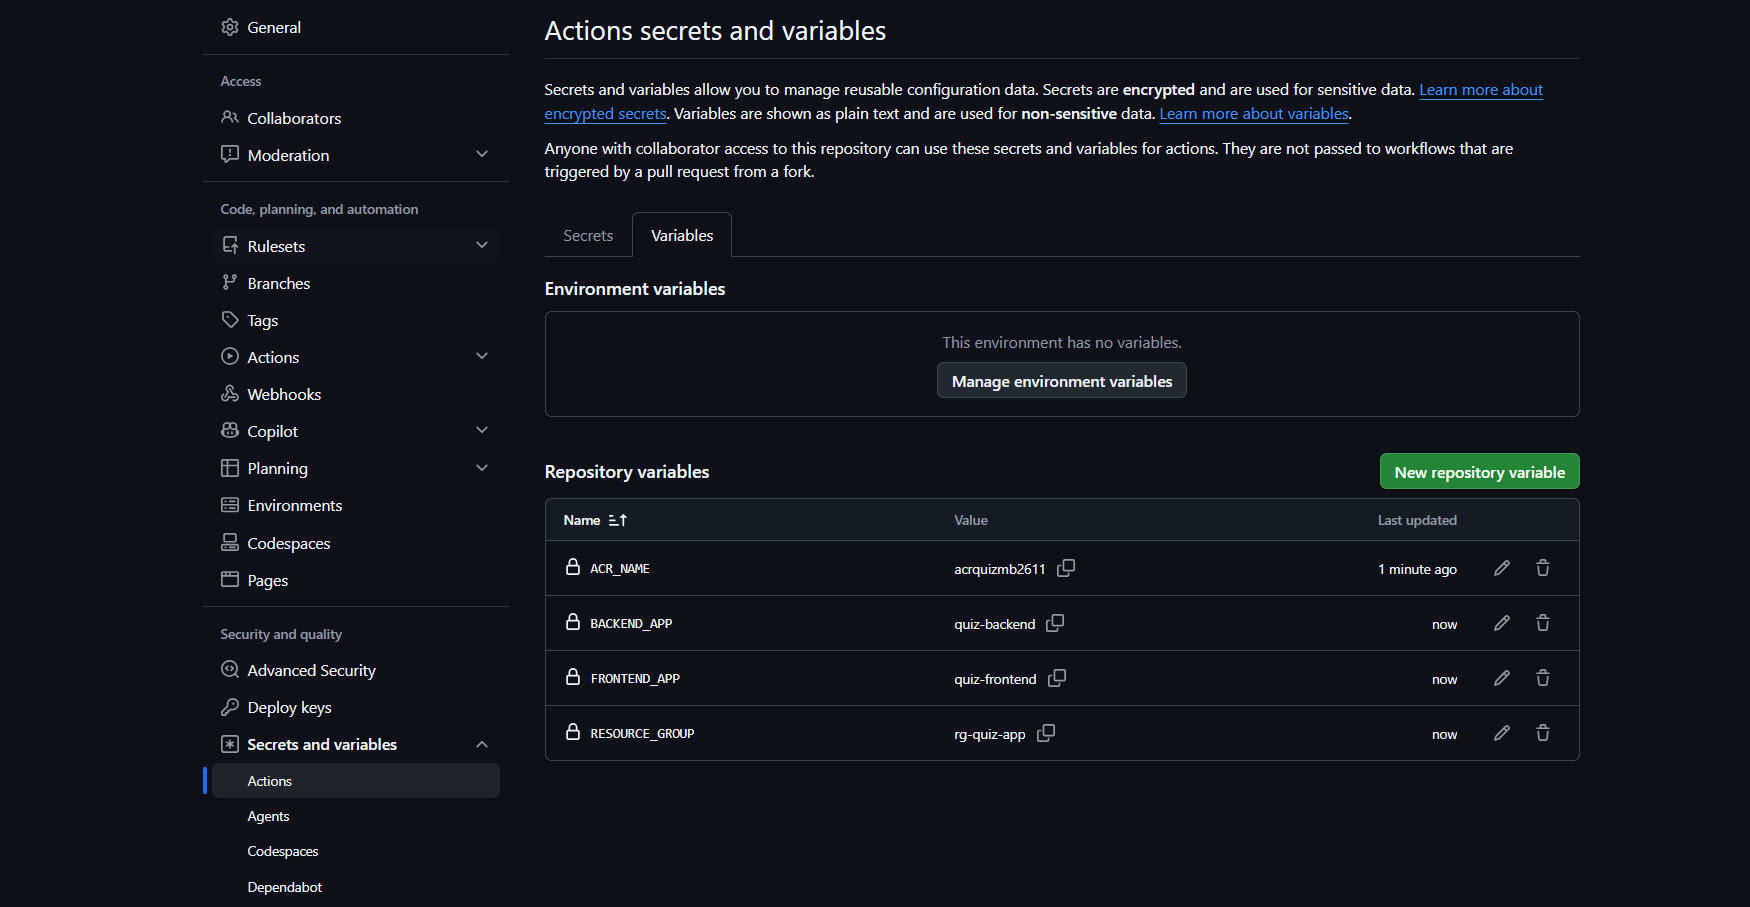 General
Access
Collaborators
Moderation
Code, planning, and automation
Rulesets
Branches
Tags
Actions
Webhooks
Copilot
Planning
Environments
Codespaces
Pages
Security and quality
Advanced Security
Deploy keys
Secrets and variables
Actions
Agents
Codespaces
Dependabot
Actions secrets and variables
Secrets and variables allow you to manage reusable configuration data. Secrets are encrypted and are used for sensitive data. Learn more about
encrypted secrets. Variables are shown as plain text and are used for non-sensitive data. Learn more about variables.
Anyone with collaborator access to this repository can use these secrets and variables for actions. They are not passed to workflows that are
triggered by a pull request from a fork.
Secrets Variables
Environment variables
This environment has no variables.
Manage environment variables
Repository variables New repository variable
Name Value Last updated
ACR_NAME acrquizmb2611 1 minute ago
BACKEND_APP quiz-backend now
FRONTEND_APP quiz-frontend now
RESOURCE_GROUP rg-quiz-app now